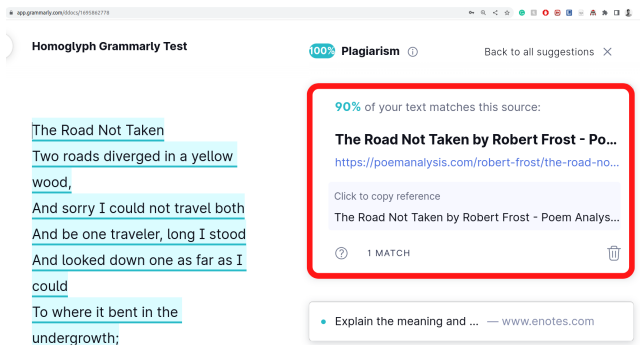 app.grammarly.com/ddocs/1695862779
Homoglyph Grammarly Test
100% Plagiarism
Back to all suggestions
The Road Not Taken
Two roads diverged in a yellow
wood,
And sorry I could not travel both
And be one traveler, long I stood
And looked down one as far as I
could
To where it bent in the
undergrowth;
90% of your text matches this source:
The Road Not Taken by Robert Frost - Po...
https://poemanalysis.com/robert-frost/the-road-no...
Click to copy reference
The Road Not Taken by Robert Frost - Poem Analys...
1 MATCH
Explain the meaning and ... — www.enotes.com